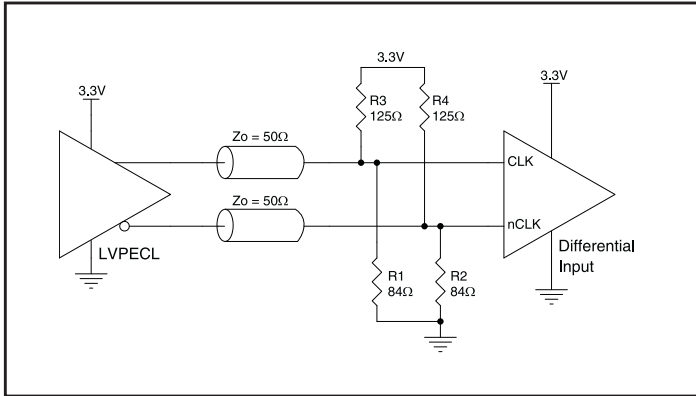 3.3V
LVPECL
Zo = 50Ω
Zo = 50Ω
3.3V
R3
125Ω
R4
125Ω
R1
84Ω
R2
84Ω
3.3V
CLK
nCLK
Differential
Input